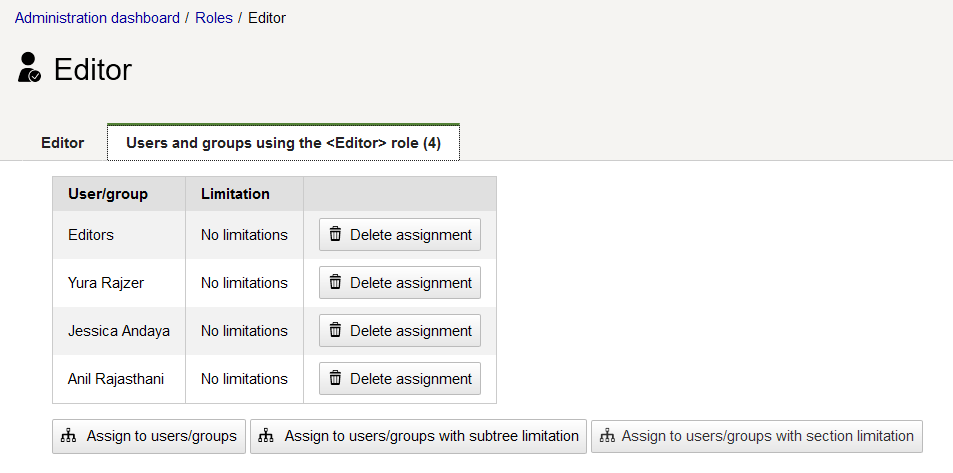 Administration dashboard / Roles / Editor
Editor
Editor Users and groups using the <Editor> role (4)
User/group Limitation
Editors No limitations Delete assignment
Yura Rajzer No limitations Delete assignment
Jessica Andaya No limitations Delete assignment
Anil Rajasthani No limitations Delete assignment
Assign to users/groups Assign to users/groups with subtree limitation Assign to users/groups with section limitation